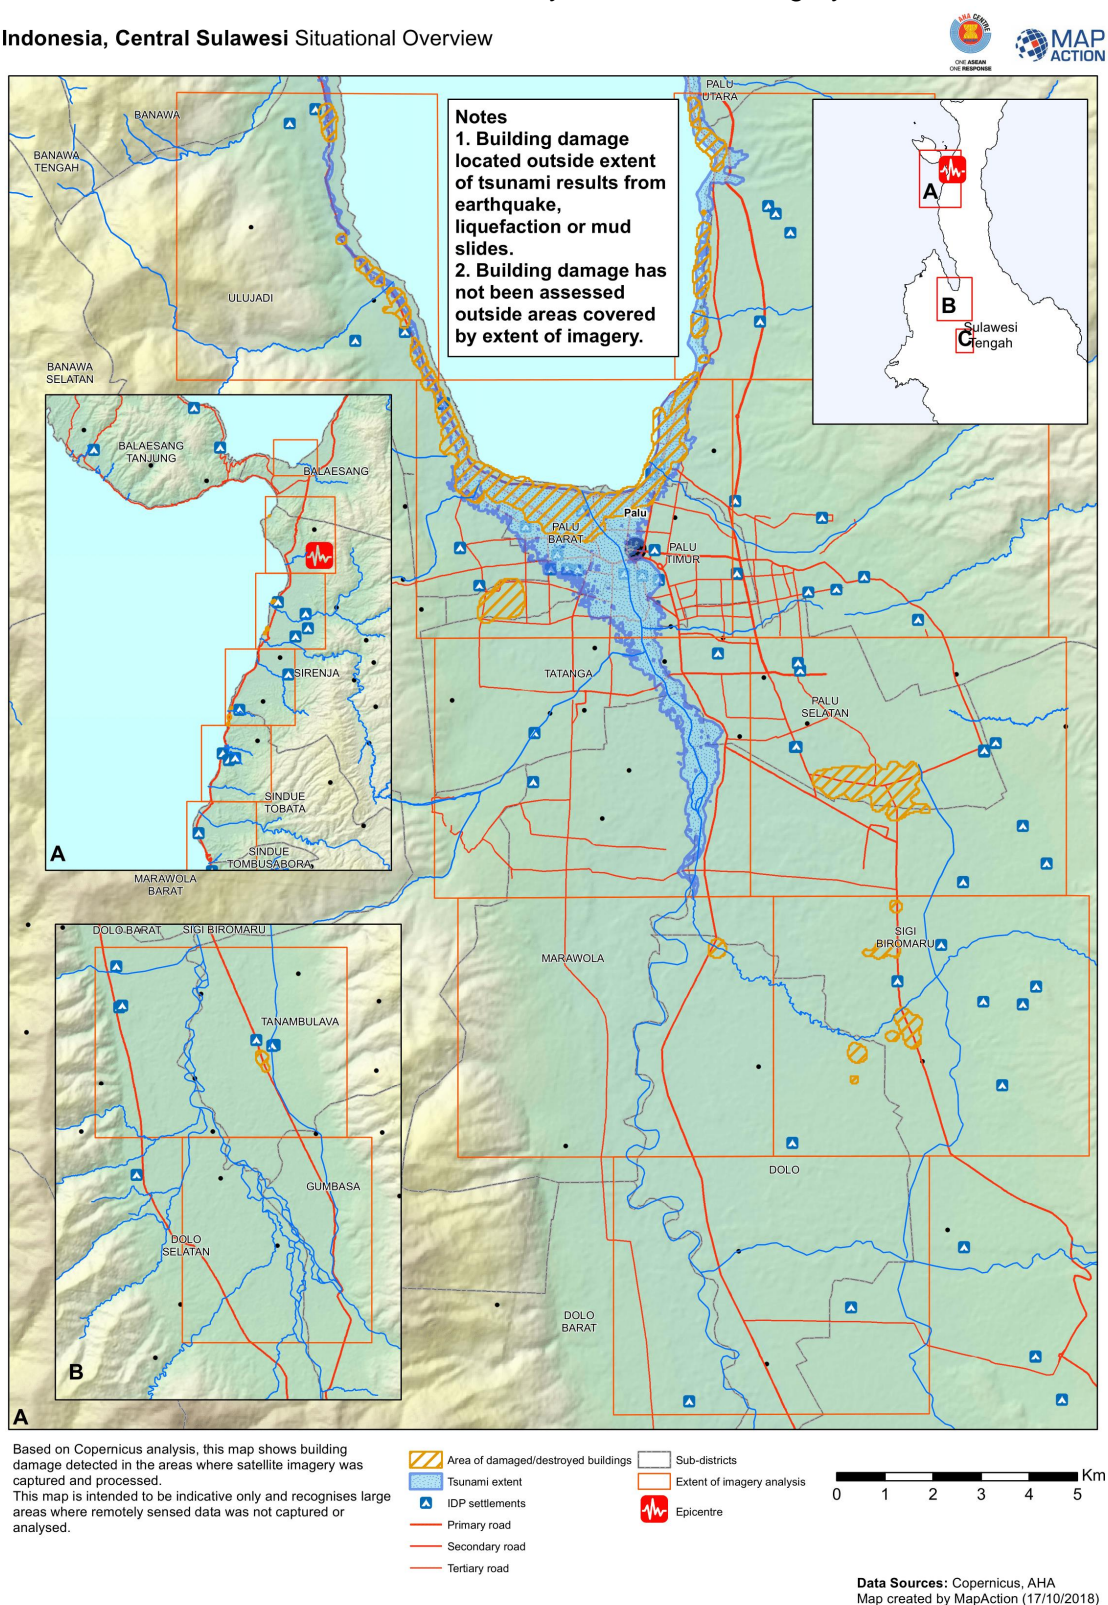 Indonesia, Central Sulawesi Situational Overview
AHA CENTRE
ONE ASEAN
ONE RESPONSE
MAP
ACTION
PALU
UTARA
BANAWA
BANAWA
TENGAH
Notes
1. Building damage
located outside extent
of tsunami results from
earthquake,
liquefaction or mud
slides.
2. Building damage has
not been assessed
outside areas covered
by extent of imagery.
A
B
C
Sulawesi
Tengah
ULUJADI
BANAWA
SELATAN
BALAESANG
TANJUNG
BALAESANG
SIRENJA
SINDUE
TOBATA
SINDUE
TOMBUSABORA
A
Palu
PALU
BARAT
PALU
TIMUR
TATANGA
PALU
SELATAN
MARAWOLA
BARAT
DOLO BARAT
SIGI BIROMARU
TANAMBULAVA
GUMBASA
DOLO
SELATAN
B
MARAWOLA
SIGI
BIROMARU
DOLO
DOLO
BARAT
A
Based on Copernicus analysis, this map shows building
damage detected in the areas where satellite imagery was
captured and processed.
This map is intended to be indicative only and recognises large
areas where remotely sensed data was not captured or
analysed.
Area of damaged/destroyed buildings
Tsunami extent
IDP settlements
Primary road
Secondary road
Tertiary road
Sub-districts
Extent of imagery analysis
Epicentre
Km
0 1 2 3 4 5
Data Sources: Copernicus, AHA
Map created by MapAction (17/10/2018)